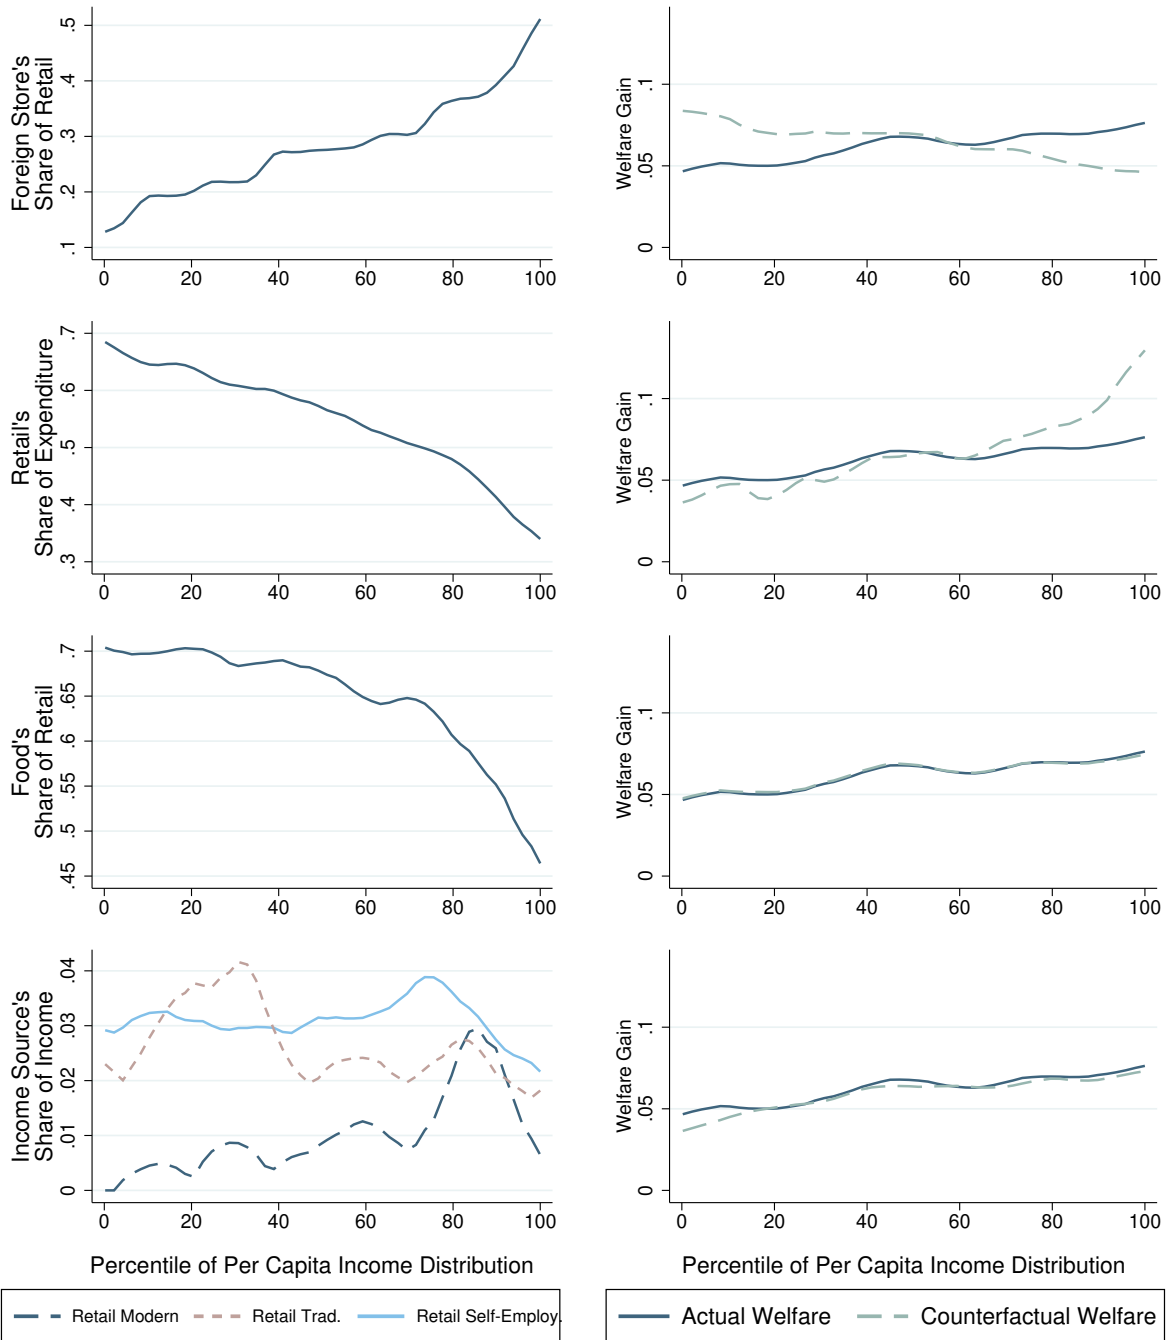 Foreign Store's
Share of Retail
.5
.4
.3
.2
.1
0 20 40 60 80 100
Welfare Gain
.1
.05
0
0 20 40 60 80 100
Retail's
Share of Expenditure
.7
.6
.5
.4
.3
0 20 40 60 80 100
Welfare Gain
.1
.05
0
0 20 40 60 80 100
Food's
Share of Retail
.7
.65
.6
.55
.5
.45
0 20 40 60 80 100
Welfare Gain
.1
.05
0
0 20 40 60 80 100
Income Source's
Share of Income
.04
.03
.02
.01
0
0 20 40 60 80 100
Percentile of Per Capita Income Distribution
Retail Modern Retail Trad. Retail Self-Employ.
Welfare Gain
.1
.05
0
0 20 40 60 80 100
Percentile of Per Capita Income Distribution
Actual Welfare Counterfactual Welfare